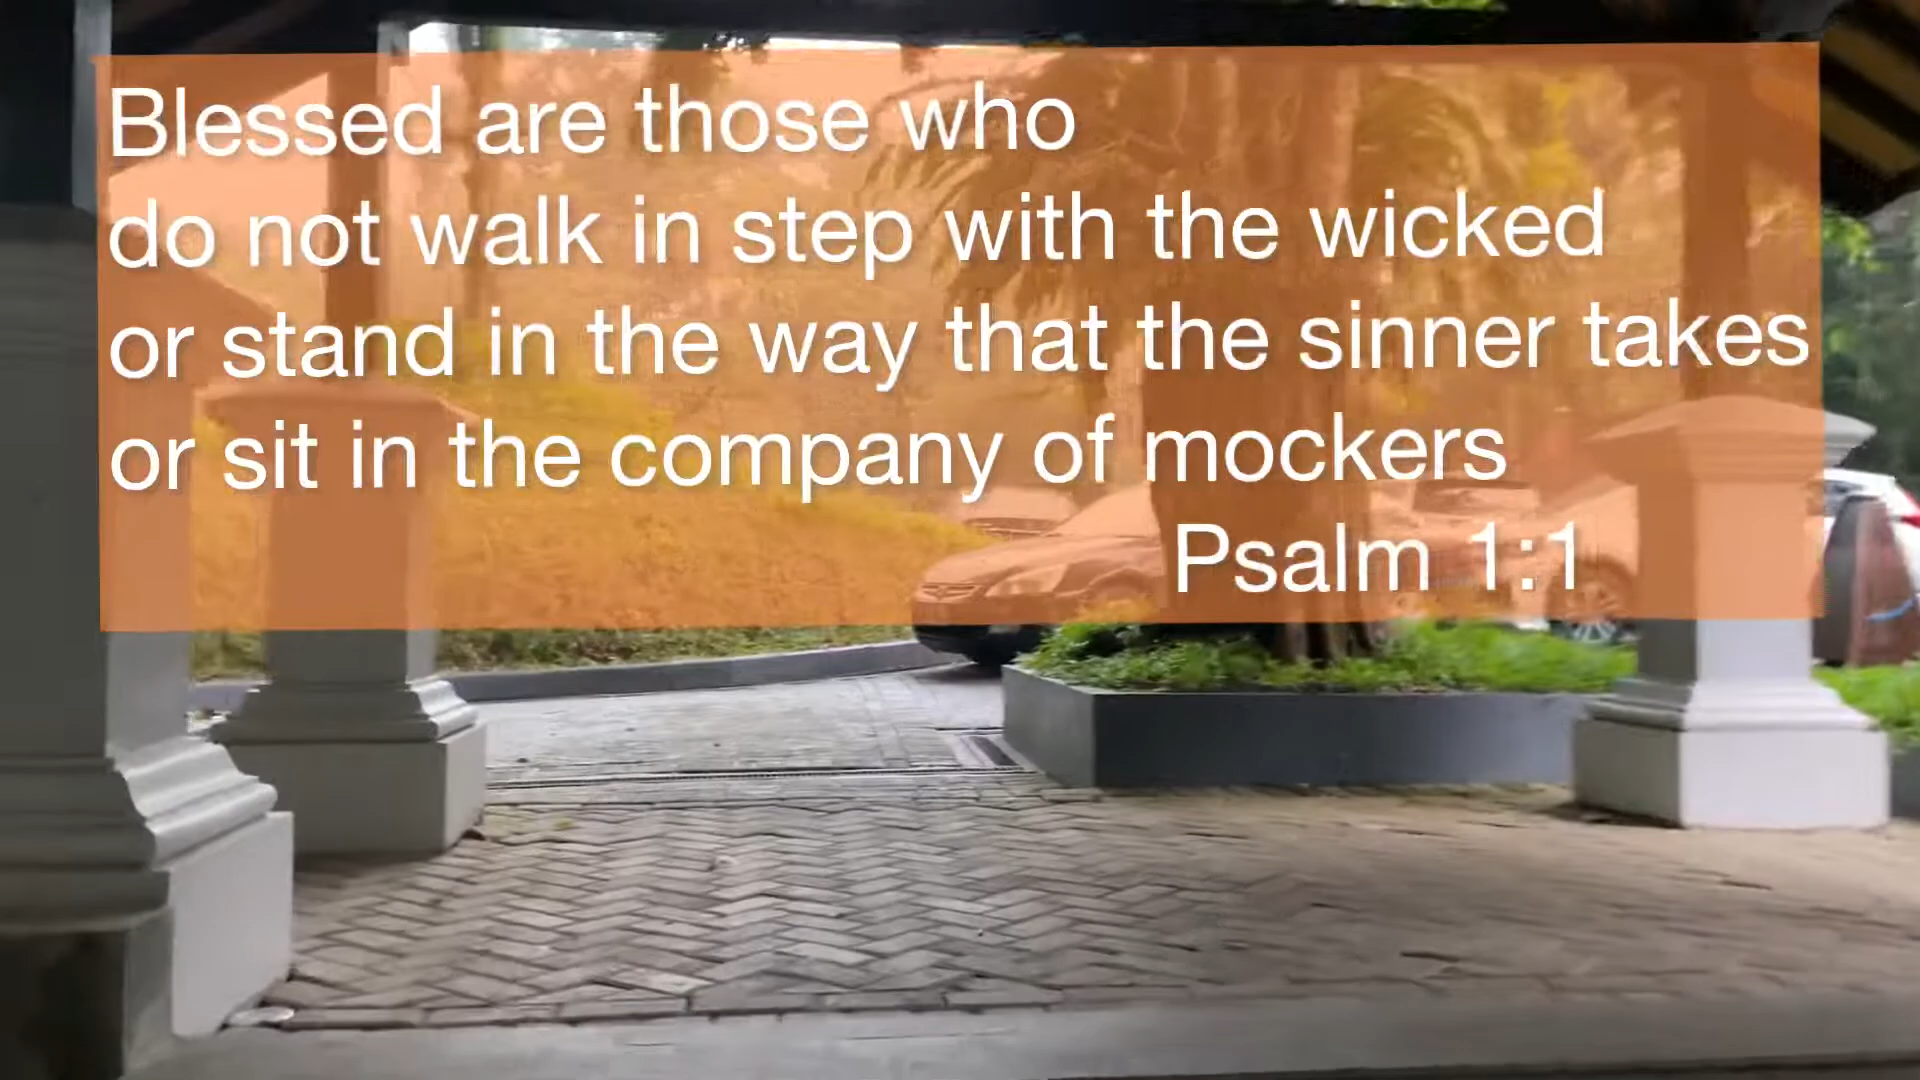 Blessed are those who
do not walk in step with the wicked
or stand in the way that the sinner takes
or sit in the company of mockers
Psalm 1:1